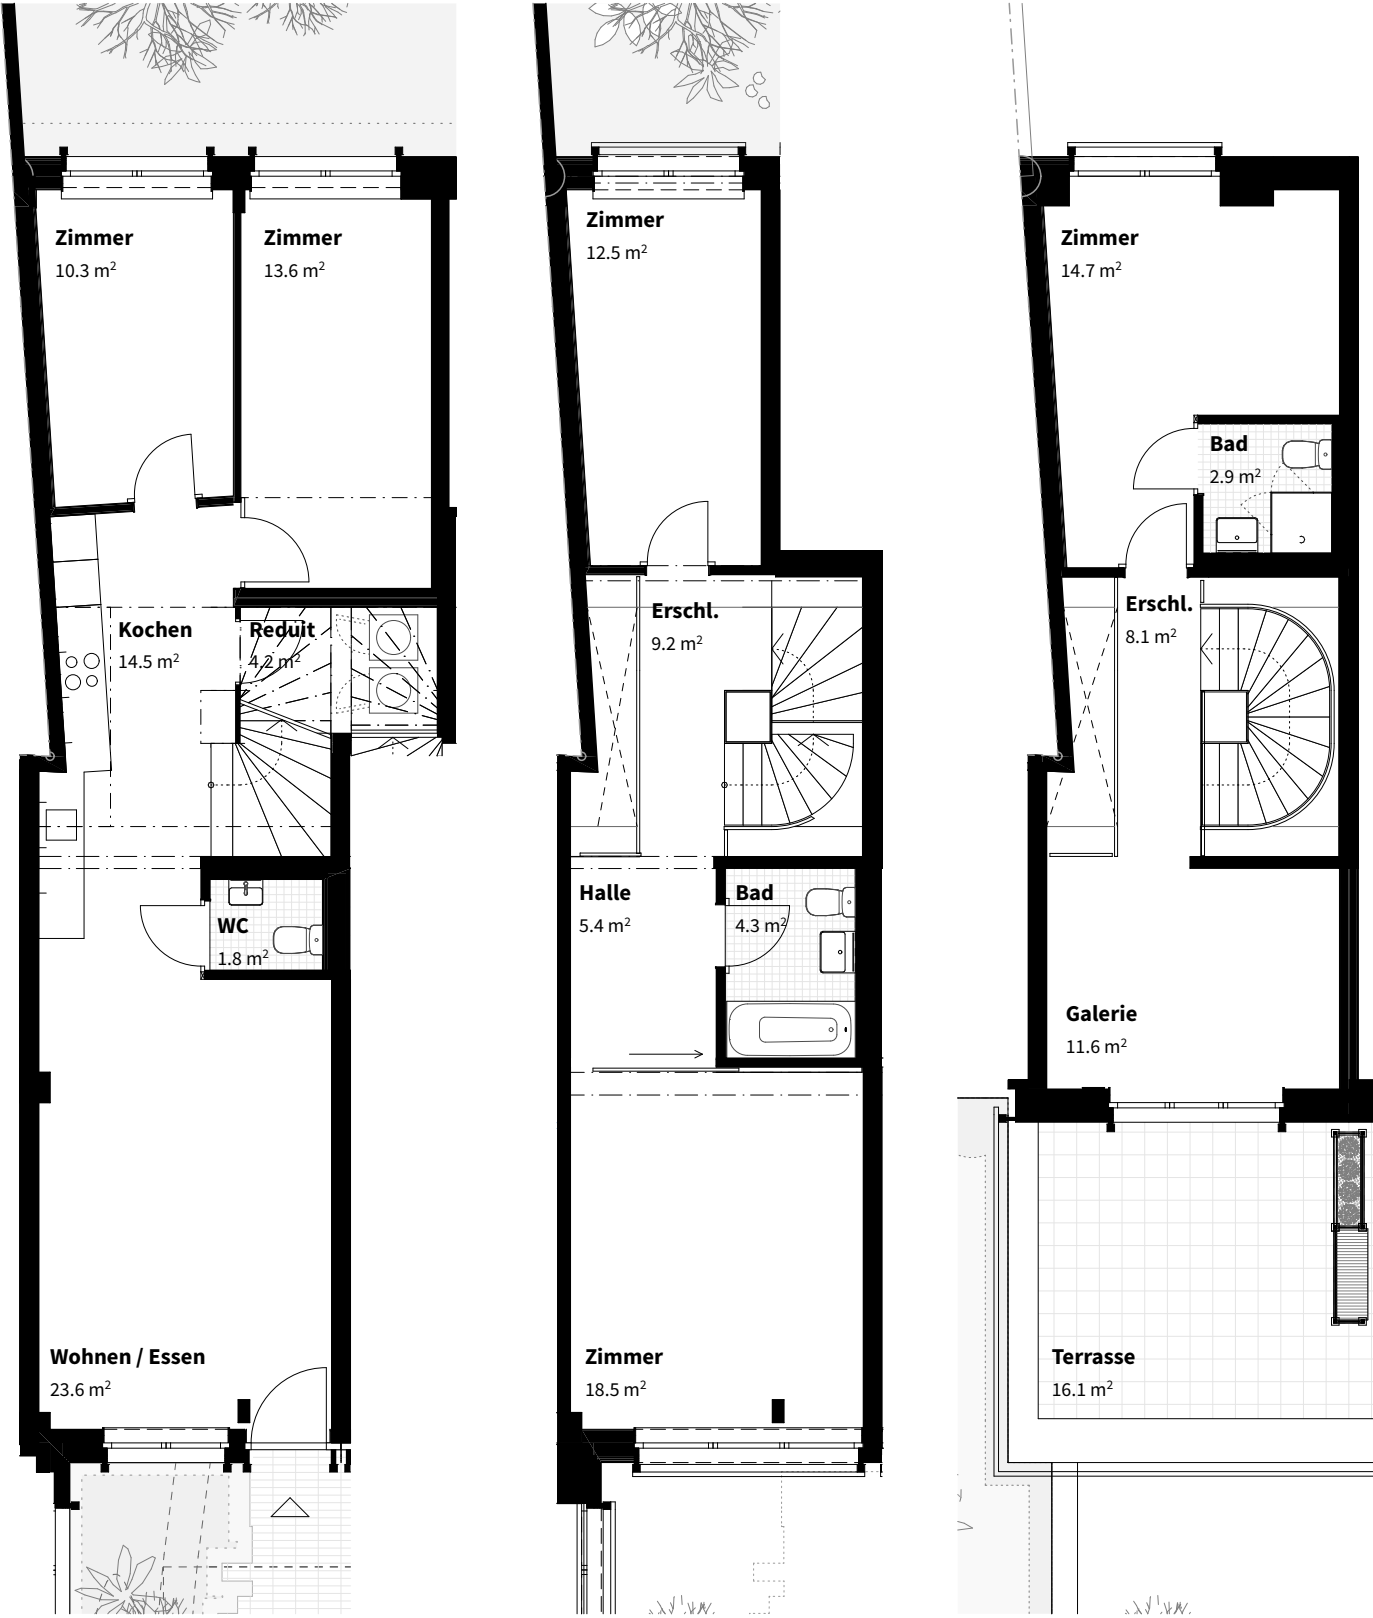 Zimmer
10.3 m²
Zimmer
13.6 m²
Kochen
14.5 m²
Reduit
4.2 m²
WC
1.8 m²
Wohnen / Essen
23.6 m²
Zimmer
12.5 m²
Erschl.
9.2 m²
Halle
5.4 m²
Bad
4.3 m²
Zimmer
18.5 m²
Zimmer
14.7 m²
Bad
2.9 m²
Erschl.
8.1 m²
Galerie
11.6 m²
Terrasse
16.1 m²